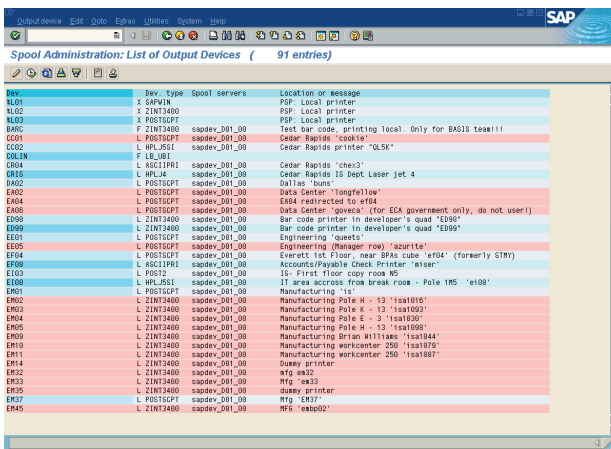 Output device Edit Goto Extras Utilities System Help
SAP
Spool Administration: List of Output Devices ( 91 entries)
Dev. Dev. type Spool servers Location or message
%L01 X SAPWIN PSP: Local printer
%L02 X ZINT3400 PSP: Local printer
%L03 X POSTSCPT PSP: Local printer
BARC F ZINT3400 sapdev_D01_00 Test bar code, printing local. Only for BASIS team!!!
CC01 L POSTSCPT sapdev_D01_00 Cedar Rapids 'cookie'
CC02 L HPLJ5SI sapdev_D01_00 Cedar Rapids printer "QL5K"
COLIN F LB_UBI
CR04 L ASCIIPRI sapdev_D01_00 Cedar Rapids 'chex3'
CRIS L HPLJ4 sapdev_D01_00 Cedar Rapids IS Dept Laser jet 4
DA02 L POSTSCPT sapdev_D01_00 Dallas 'buns'
EA02 L POSTSCPT sapdev_D01_00 Data Center 'longfellow'
EA04 L POSTSCPT sapdev_D01_00 EA04 redirected to ef04
EA06 L POSTSCPT sapdev_D01_00 Data Center 'goveca' (for ECA government only, do not user!)
ED98 L ZINT3400 sapdev_D01_00 Bar code printer in developer's quad "ED98"
ED99 L ZINT3400 sapdev_D01_00 Bar code printer in developer's quad "ED99"
EE01 L POSTSCPT sapdev_D01_00 Engineering 'queets'
EE05 L POSTSCPT sapdev_D01_00 Engineering (Manager row) 'azurite'
EF04 L POSTSCPT sapdev_D01_00 Everett 1st Floor, near BPAs cube 'ef04' (formerly STMY)
EF08 L ASCIIPRI sapdev_D01_00 Accounts/Payable Check Printer 'miser'
EI03 L POST2 sapdev_D01_00 IS- First floor copy room N5
EI08 L HPLJ5SI sapdev_D01_00 IT area accross from break room - Pole 1M5 'ei08'
EM01 L POSTSCPT sapdev_D01_00 Manufacturing 'is'
EM02 L ZINT3400 sapdev_D01_00 Manufacturing Pole H - 13 'isa1016'
EM03 L ZINT3400 sapdev_D01_00 Manufacturing Pole K - 13 'isa1093'
EM04 L ZINT3400 sapdev_D01_00 Manufacturing Pole E - 3 'isa1030'
EM05 L ZINT3400 sapdev_D01_00 Manufacturing Pole H - 13 'isa1098'
EM09 L ZINT3400 sapdev_D01_00 Manufacturing Brian Williams 'isa1044'
EM10 L ZINT3400 sapdev_D01_00 Manufacturing workcenter 250 'isa1079'
EM11 L ZINT3400 sapdev_D01_00 Manufacturing workcenter 250 'isa1087'
EM14 L ZINT3400 sapdev_D01_00 Dummy printer
EM32 L ZINT3400 sapdev_D01_00 mfg em32
EM33 L ZINT3400 sapdev_D01_00 Mfg 'em33
EM35 L ZINT3400 sapdev_D01_00 dummy printer
EM37 L POSTSCPT sapdev_D01_00 Mfg 'EM37'
EM45 L ZINT3400 sapdev_D01_00 MFG 'embp02'